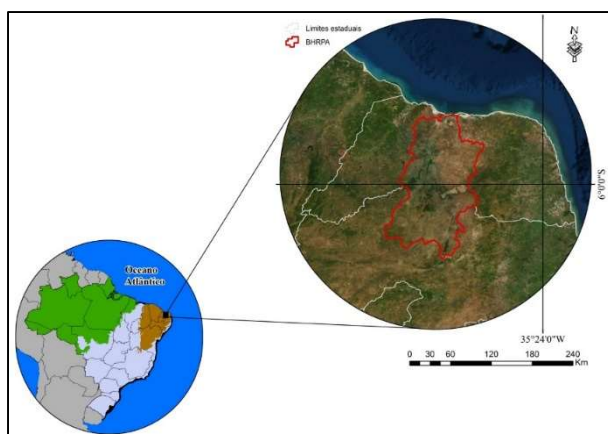 Limites estaduais
BHRPA
N
6°0'0"S
Oceano
Atlântico
35°24'0"W
0 30 60 120 180 240
Km